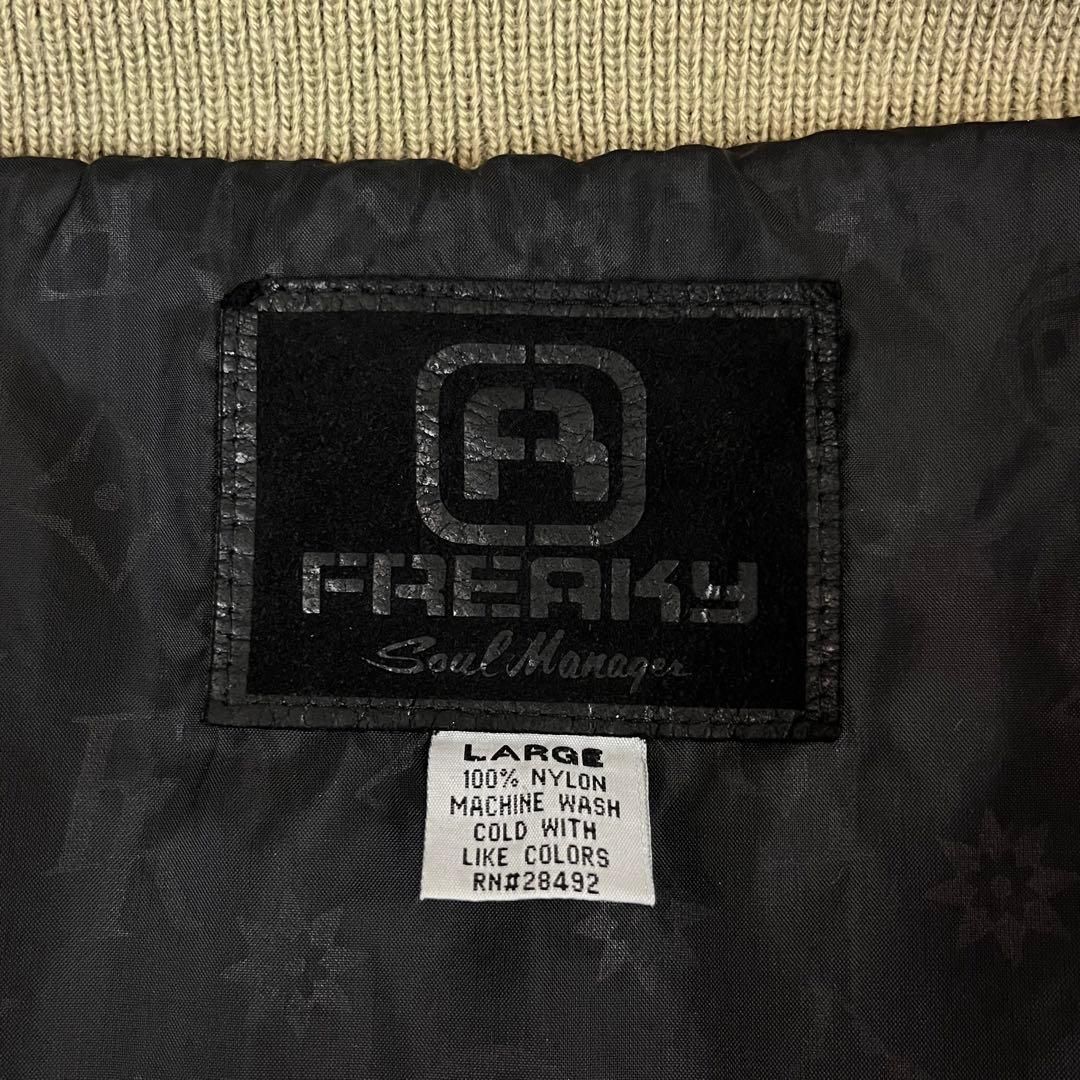 R
FREAKY
Soul Manager
LARGE
100% NYLON
MACHINE WASH
COLD WITH
LIKE COLORS
RN#28492